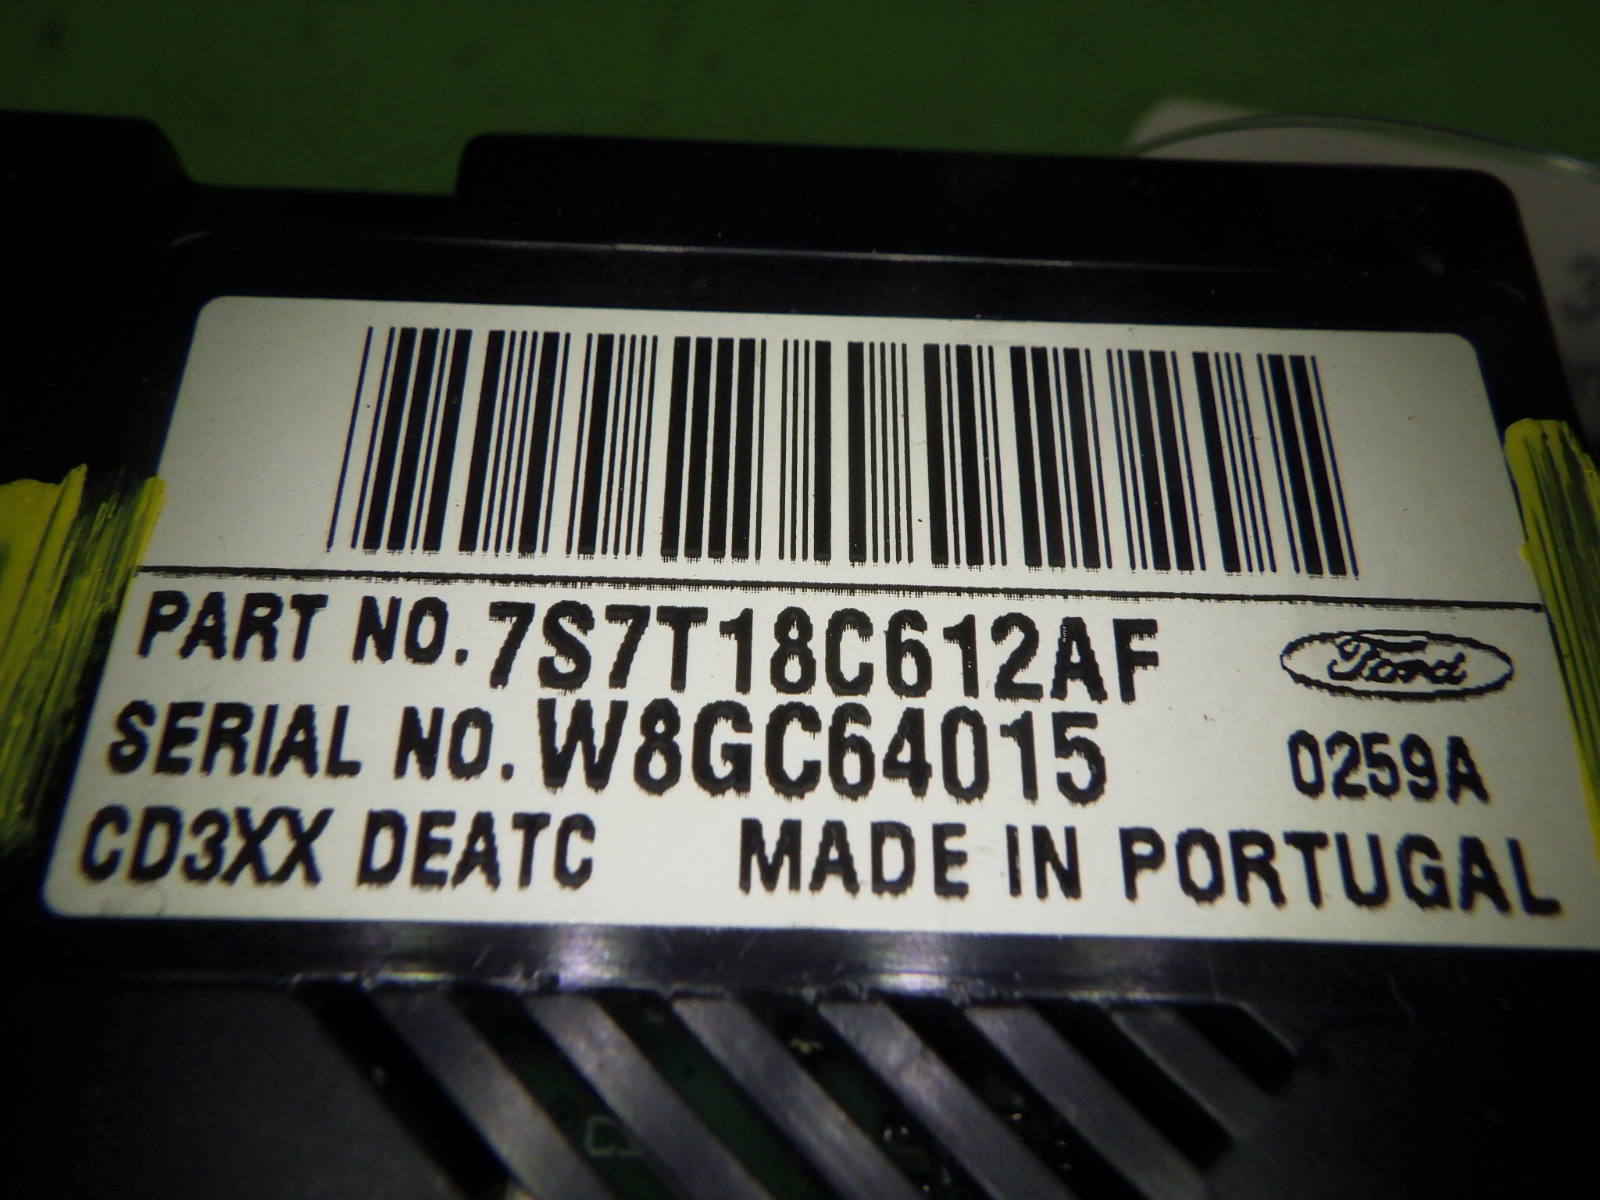 PART NO. 7S7T18C612AF
Ford
SERIAL NO. W8GC64015
0259A
CD3XX DEATC MADE IN PORTUGAL